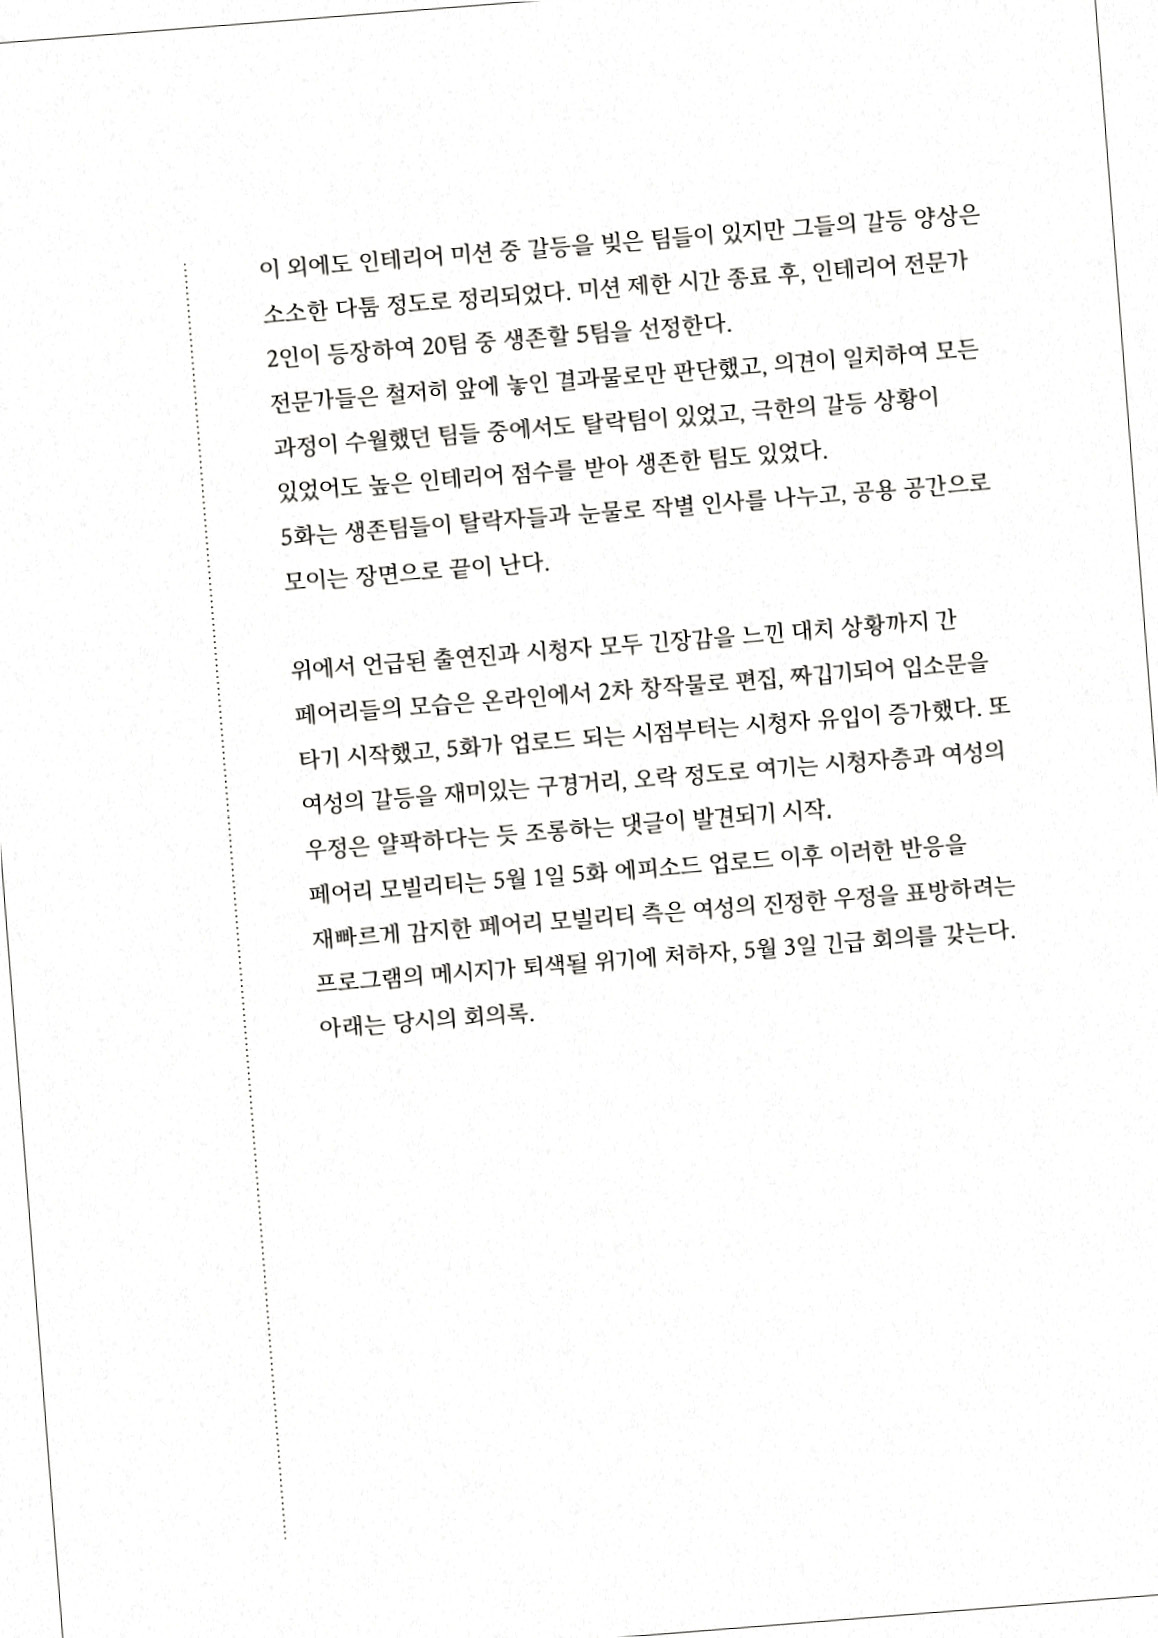 이 외에도 인테리어 미션 중 갈등을 빚은 팀들이 있지만 그들의 갈등 양상은
소소한 다툼 정도로 정리되었다. 미션 제한 시간 종료 후, 인테리어 전문가
2인이 등장하여 20팀 중 생존할 5팀을 선정한다.
전문가들은 철저히 앞에 놓인 결과물로만 판단했고, 의견이 일치하여 모든
과정이 수월했던 팀들 중에서도 탈락팀이 있었고, 극한의 갈등 상황이
있었어도 높은 인테리어 점수를 받아 생존한 팀도 있었다.
5화는 생존팀들이 탈락자들과 눈물로 작별 인사를 나누고, 공용 공간으로
모이는 장면으로 끝이 난다.
위에서 언급된 출연진과 시청자 모두 긴장감을 느낀 대치 상황까지 간
페어리들의 모습은 온라인에서 2차 창작물로 편집, 짜깁기되어 입소문을
타기 시작했고, 5화가 업로드 되는 시점부터는 시청자 유입이 증가했다. 또
여성의 갈등을 재미있는 구경거리, 오락 정도로 여기는 시청자층과 여성의
우정은 얄팍하다는 듯 조롱하는 댓글이 발견되기 시작.
페어리 모빌리티는 5월 1일 5화 에피소드 업로드 이후 이러한 반응을
재빠르게 감지한 페어리 모빌리티 측은 여성의 진정한 우정을 표방하려는
프로그램의 메시지가 퇴색될 위기에 처하자, 5월 3일 긴급 회의를 갖는다.
아래는 당시의 회의록.